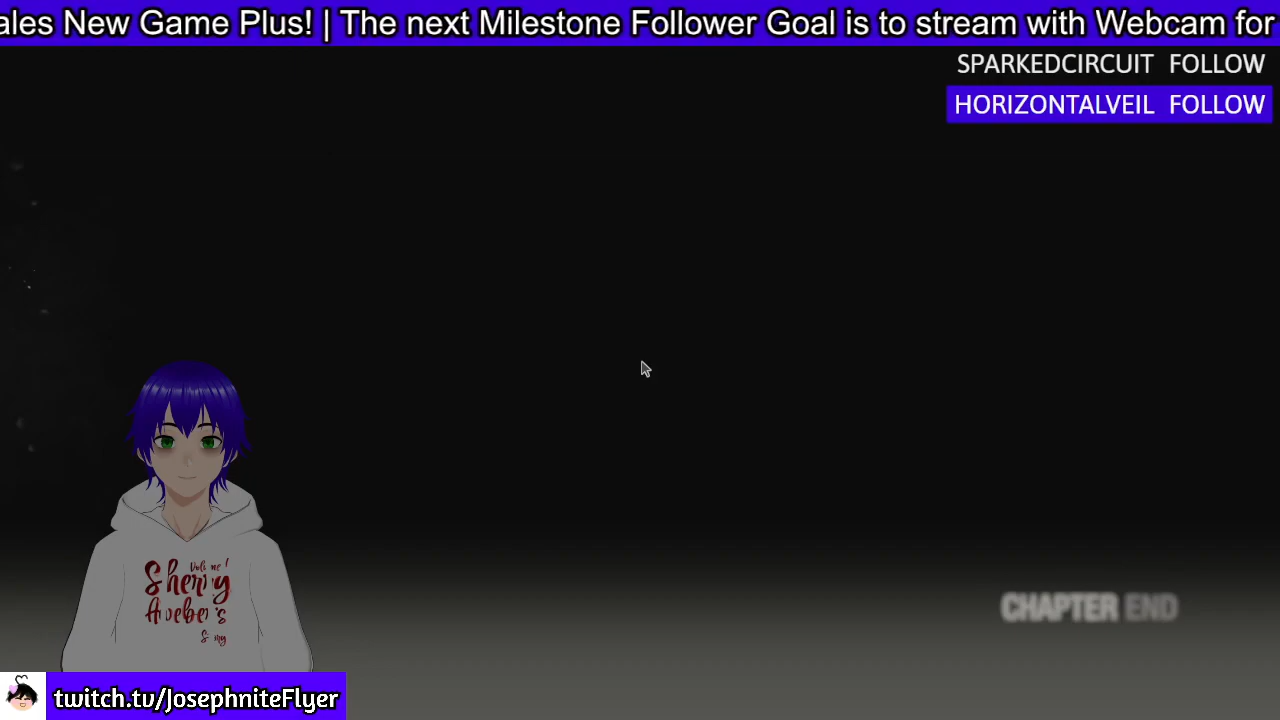 ales New Game Plus! | The next Milestone Follower Goal is to stream with Webcam for
SPARKEDCIRCUIT FOLLOW
HORIZONTALVEIL FOLLOW
Sherry
CHAPTER END
twitch.tv/JosephniteFlyer